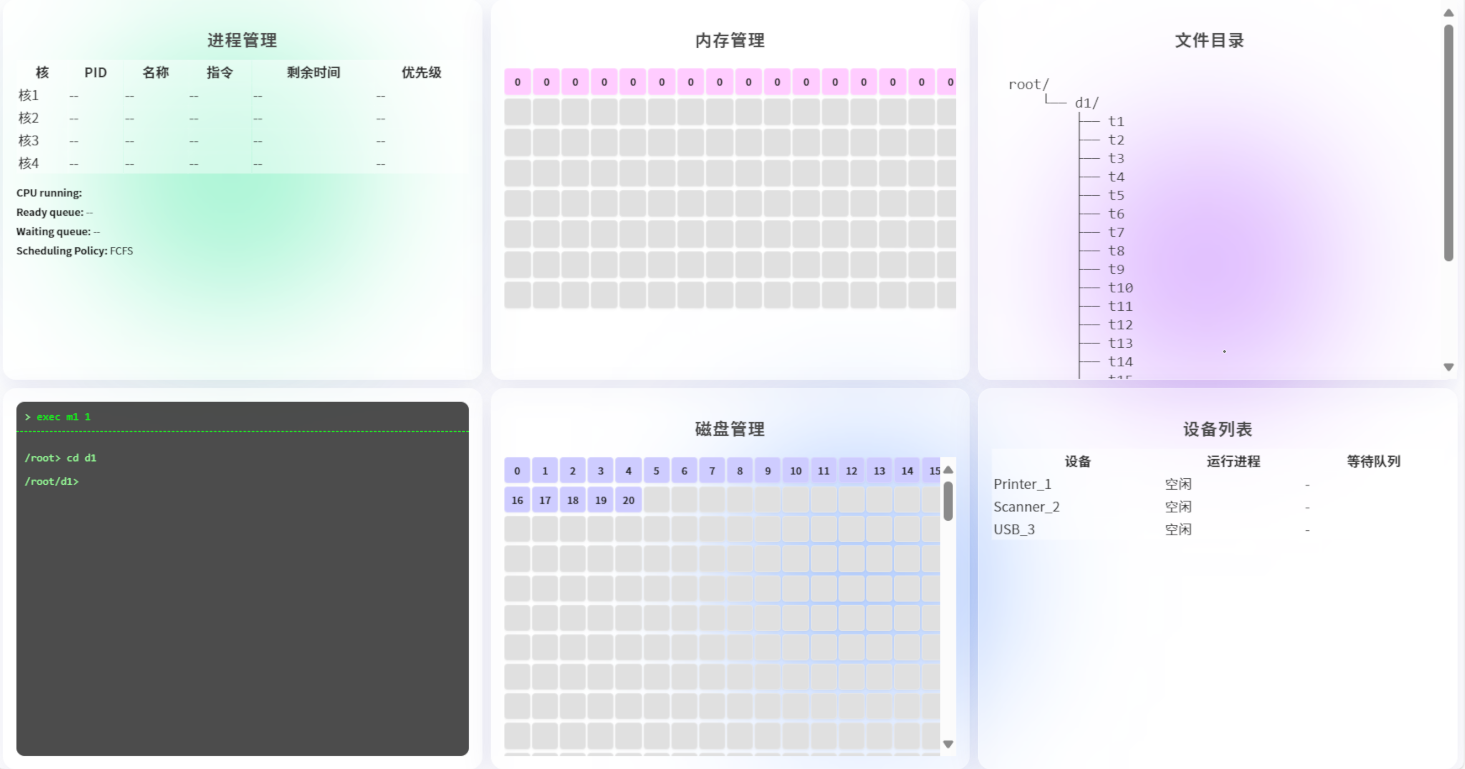 进程管理
核 PID 名称 指令 剩余时间 优先级
核1 -- -- -- -- --
核2 -- -- -- -- --
核3 -- -- -- -- --
核4 -- -- -- -- --
CPU running:
Ready queue: --
Waiting queue: --
Scheduling Policy: FCFS
内存管理
0 0 0 0 0 0 0 0 0 0 0 0 0 0 0 0
文件目录
root/
└── d1/
├── t1
├── t2
├── t3
├── t4
├── t5
├── t6
├── t7
├── t8
├── t9
├── t10
├── t11
├── t12
├── t13
├── t14
├── t15
> exec m1 1
/root> cd d1
/root/d1>
磁盘管理
0 1 2 3 4 5 6 7 8 9 10 11 12 13 14 15
16 17 18 19 20
设备列表
设备 运行进程 等待队列
Printer_1 空闲 -
Scanner_2 空闲 -
USB_3 空闲 -